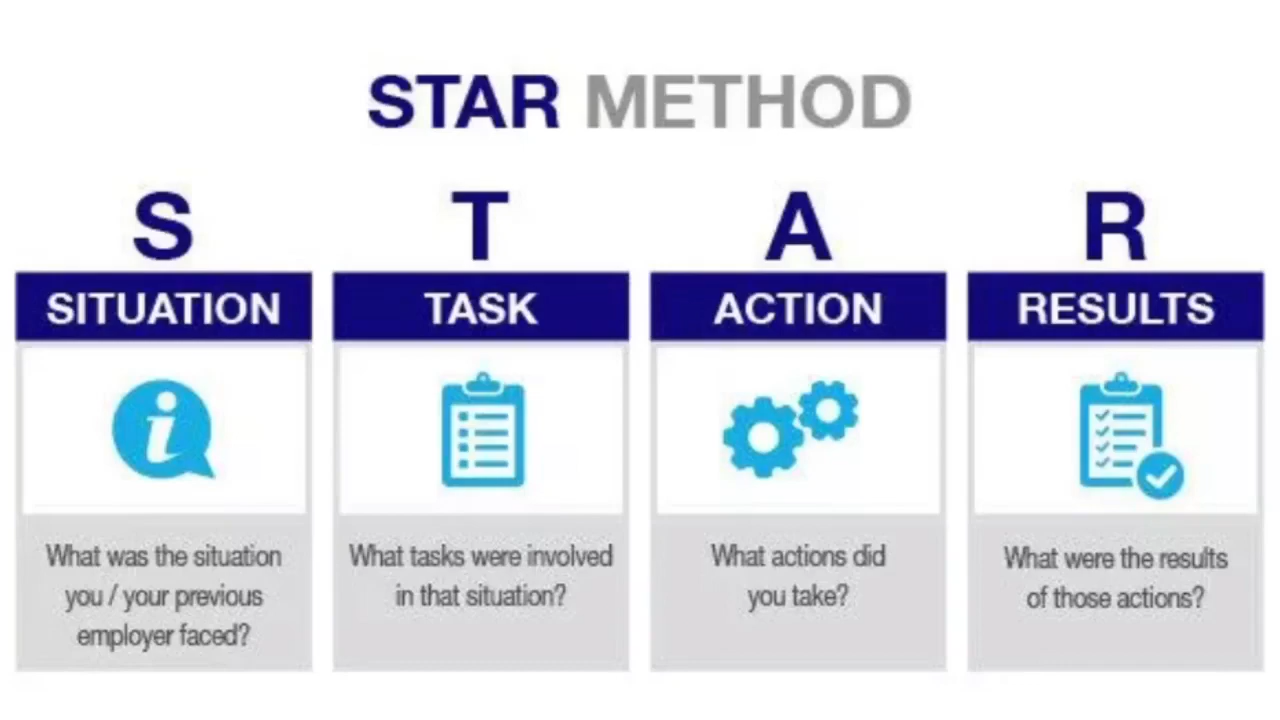 STAR METHOD
S
T
A
R
SITUATION
TASK
ACTION
RESULTS
i
What was the situation
you / your previous
employer faced?
What tasks were involved
in that situation?
What actions did
you take?
What were the results
of those actions?